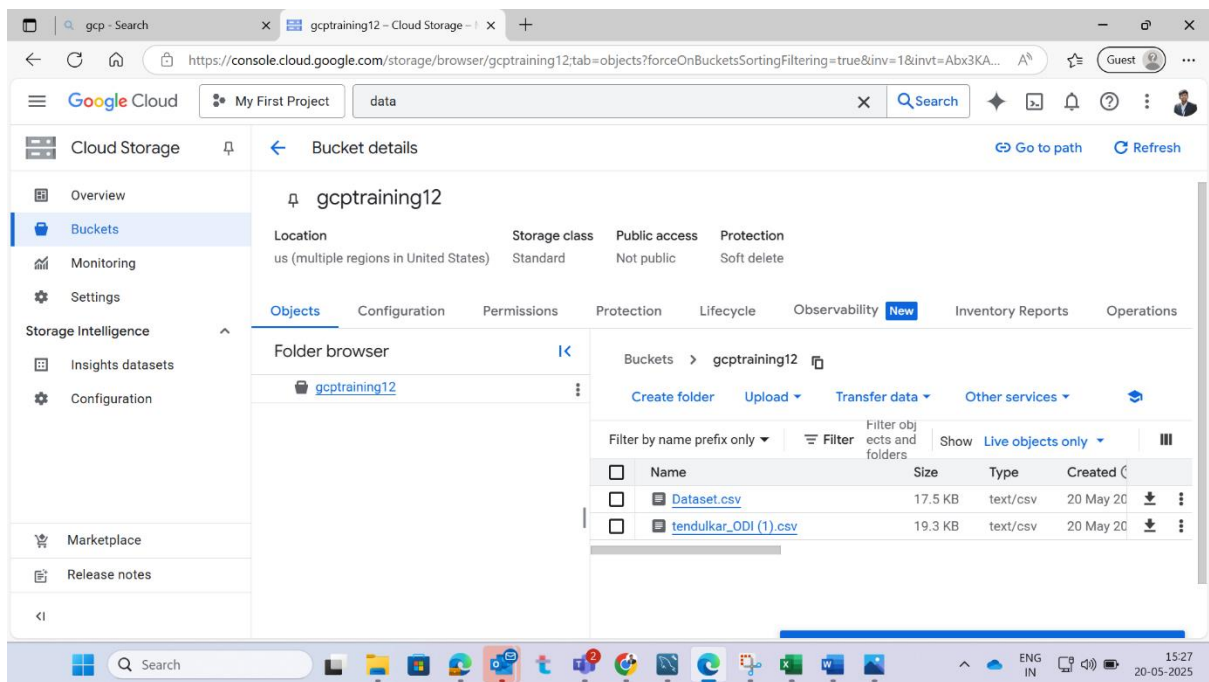 gcp - Search
gcptraining12 – Cloud Storage –
https://console.cloud.google.com/storage/browser/gcptraining12;tab=objects?forceOnBucketsSortingFiltering=true&inv=1&invt=Abx3KA...
Guest
Google Cloud
My First Project
data
Search
Cloud Storage
Bucket details
Go to path
Refresh
Overview
Buckets
Monitoring
Settings
Storage Intelligence
Insights datasets
Configuration
Marketplace
Release notes
gcptraining12
Location Storage class Public access Protection
us (multiple regions in United States) Standard Not public Soft delete
Objects Configuration Permissions Protection Lifecycle Observability New Inventory Reports Operations
Folder browser
gcptraining12
Buckets > gcptraining12
Create folder Upload Transfer data Other services
Filter by name prefix only Filter
Filter obj
ects and
folders
Show Live objects only
Name Size Type Created
Dataset.csv 17.5 KB text/csv 20 May 20
tendulkar_ODI (1).csv 19.3 KB text/csv 20 May 20
Search
2
ENG
IN
15:27
20-05-2025